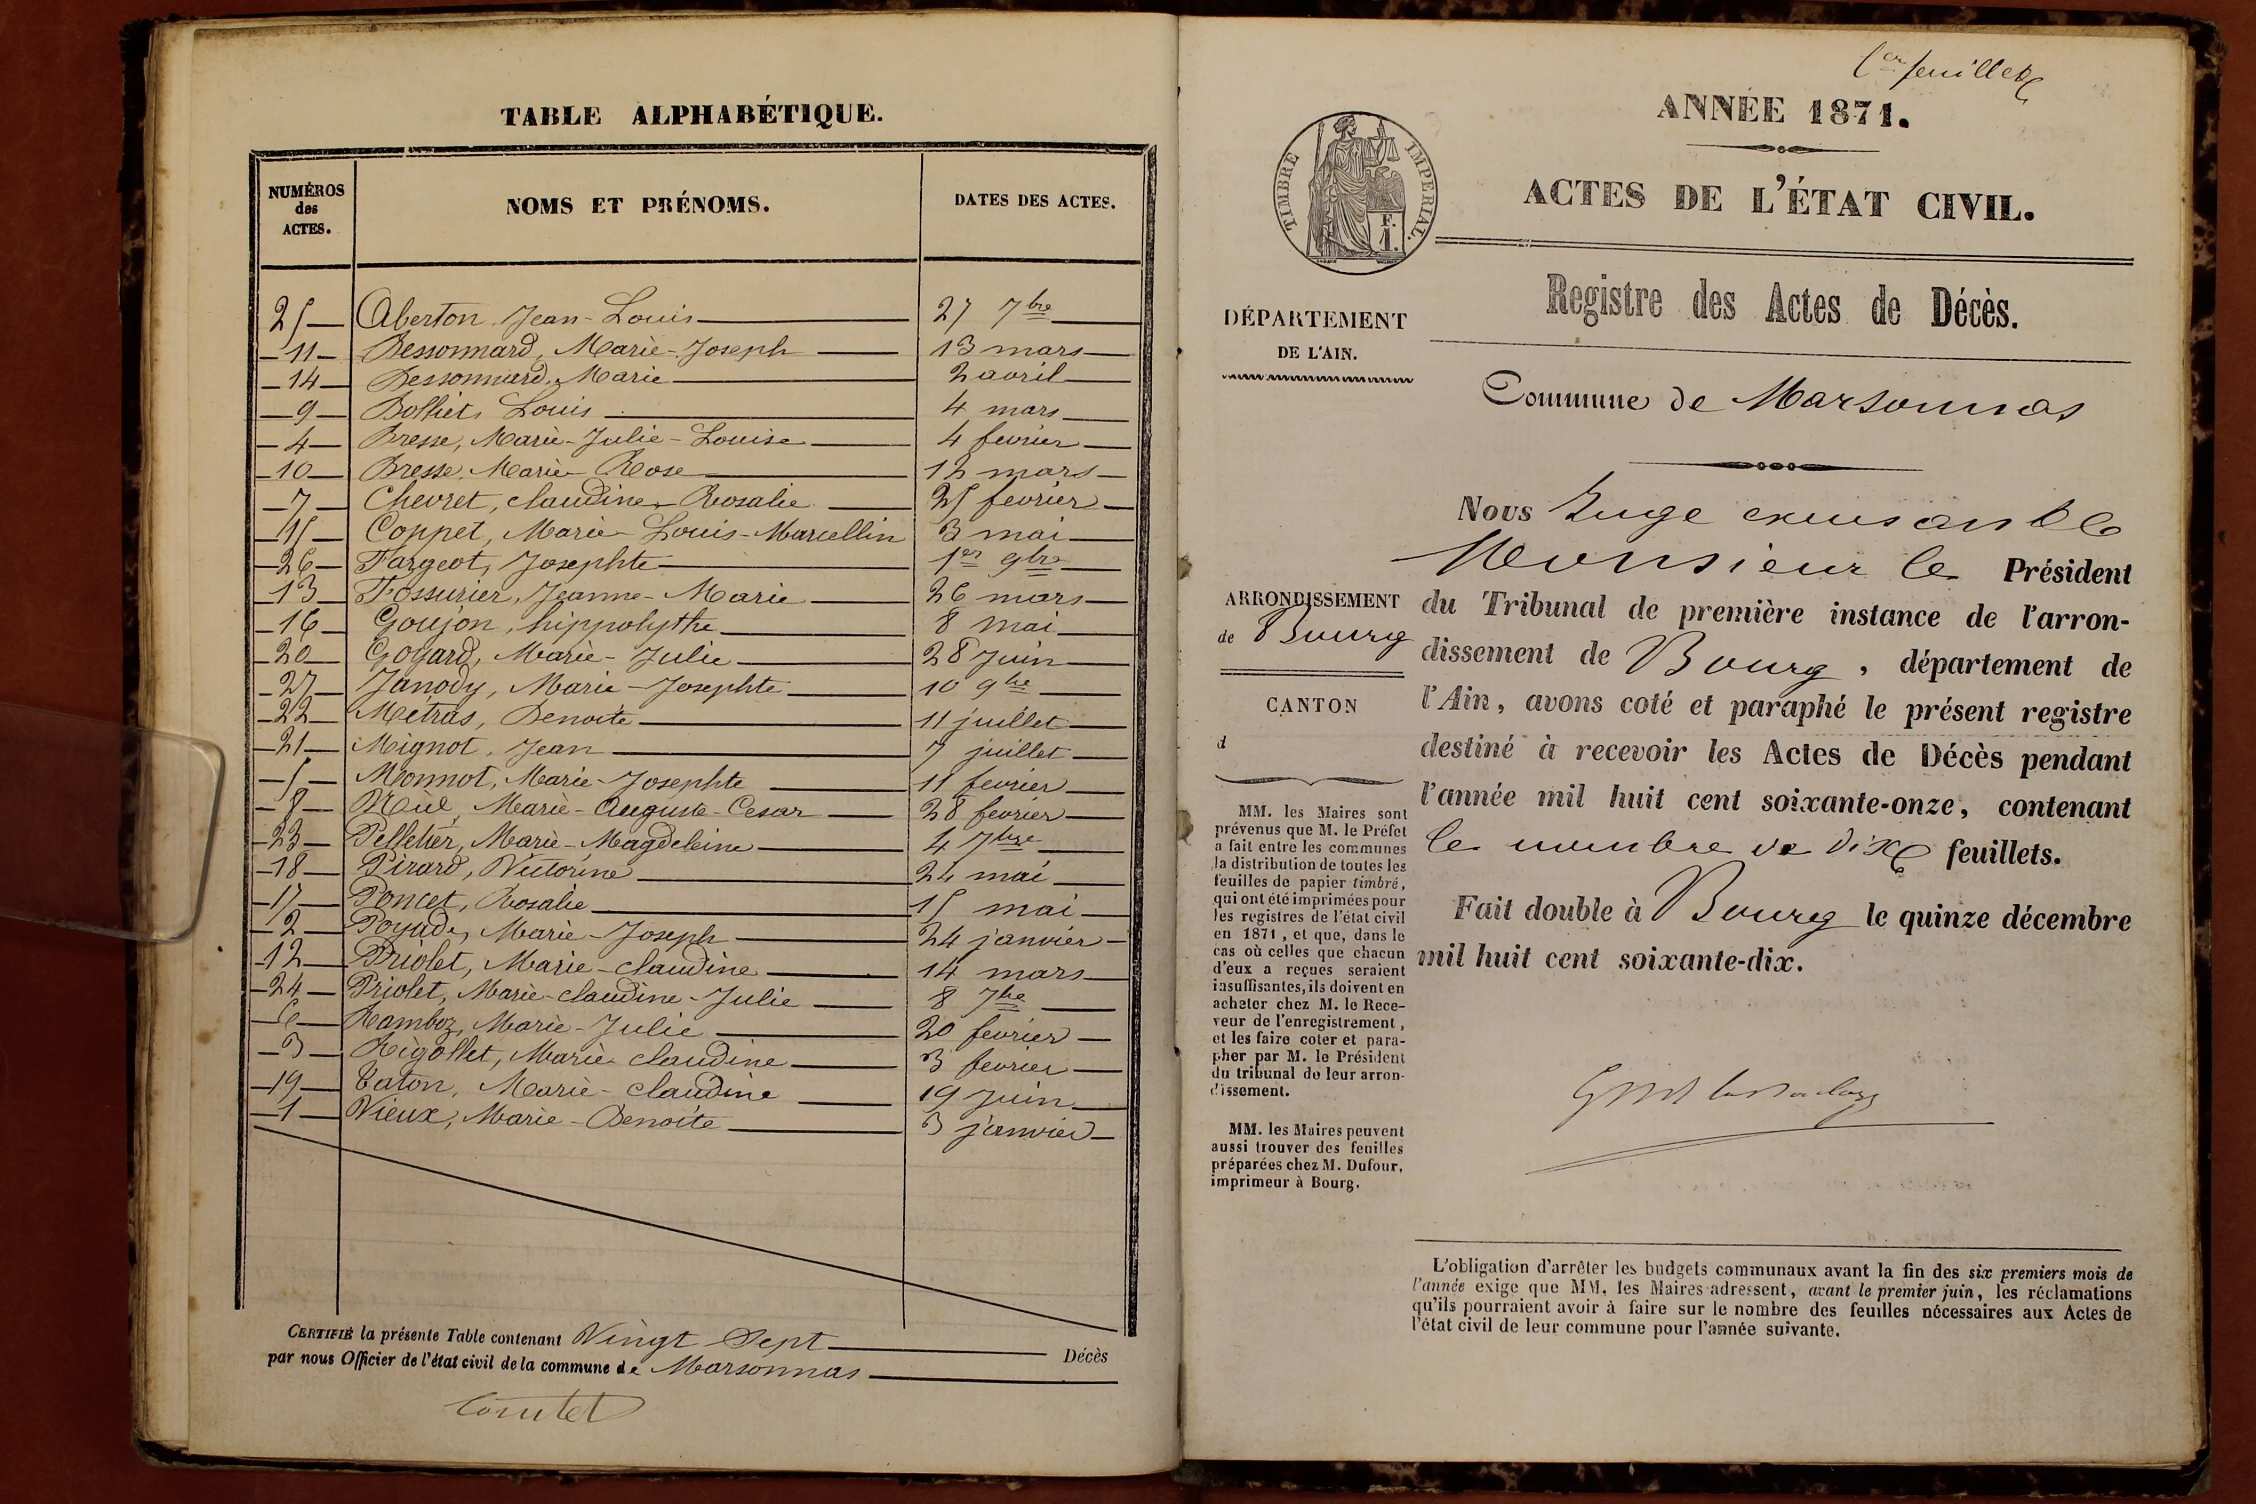 TABLE ALPHABÉTIQUE.
NUMÉROS des ACTES. NOMS ET PRÉNOMS. DATES DES ACTES.
25 Aberton Jean-Louis 27 7bre
11 Bessonnard, Marie-Joseph 13 mars
14 Bessonnard, Marie 2 avril
9 Bolliet, Louis 4 mars
4 Bresse, Marie-Julie-Louise 4 fevrier
10 Bresse, Marie-Rose 12 mars
7 Chevret, claudine-Rosalie 25 fevrier
15 Coppet, Marie-Louis-Marcellin 3 mai
26 Fargeot, Josephte 1er 9bre
13 Fossurier, Jeanne-Marie 26 mars
16 Goujon, hippolythe 8 mai
20 Goyard, Marie-Julie 28 Juin
27 Janody, Marie-Josephte 10 9bre
22 Metras, Benoite 11 juillet
21 Mignot, Jean 7 juillet
5 Monnot, Marie-Josephte 11 fevrier
8 Marie-Auguste-Cesar 28 fevrier
23 Pelletier, Marie-Magdeleine 4 7bre
18 Pirard, Victorine 24 mai
17 Poncet, Rosalie 15 mai
2 Poyade, Marie-Joseph 24 janvier
12 Priolet, Marie-claudine 14 mars
24 Priolet, Marie-claudine-Julie 8 7bre
6 Ramboz, Marie-Julie 20 fevrier
3 Rigollet, Marie-claudine 3 fevrier
19 Taton, Marie-claudine 19 Juin
1 Vieux, Marie-Benoite 3 janvier
CERTIFIÉ la présente Table contenant Vingt Sept Décès
par nous Officier de l'état civil de la commune de Marsonnas
1er feuillet
ANNÉE 1871.
TIMBRE IMPÉRIAL.
F. 1.
ACTES DE L'ÉTAT CIVIL.
Registre des Actes de Décès.
DÉPARTEMENT
DE L'AIN.
Commune de Marsonnas
ARRONDISSEMENT
de Bourg
CANTON
d
MM. les Maires sont
prévenus que M. le Préfet
a fait entre les communes
la distribution de toutes les
feuilles de papier timbré,
qui ont été imprimées pour
les registres de l'état civil
en 1871, et que, dans le
cas où celles que chacun
d'eux a reçues seraient
insuffisantes, ils doivent en
acheter chez M. le Rece-
veur de l'enregistrement,
et les faire coter et para-
pher par M. le Président
du tribunal de leur arron-
dissement.
MM. les Maires peuvent
aussi trouver des feuilles
préparées chez M. Dufour,
imprimeur à Bourg.
Nous Juge
Monsieur le Président
du Tribunal de première instance de l'arron-
dissement de Bourg, département de
l'Ain, avons coté et paraphé le présent registre
destiné à recevoir les Actes de Décès pendant
l'année mil huit cent soixante-onze, contenant
le nombre de dix feuillets.
Fait double à Bourg le quinze décembre
mil huit cent soixante-dix.
L'obligation d'arrêter les budgets communaux avant la fin des six premiers mois de
l'année exige que MM. les Maires adressent, avant le premier juin, les réclamations
qu'ils pourraient avoir à faire sur le nombre des feuilles nécessaires aux Actes de
l'état civil de leur commune pour l'année suivante.